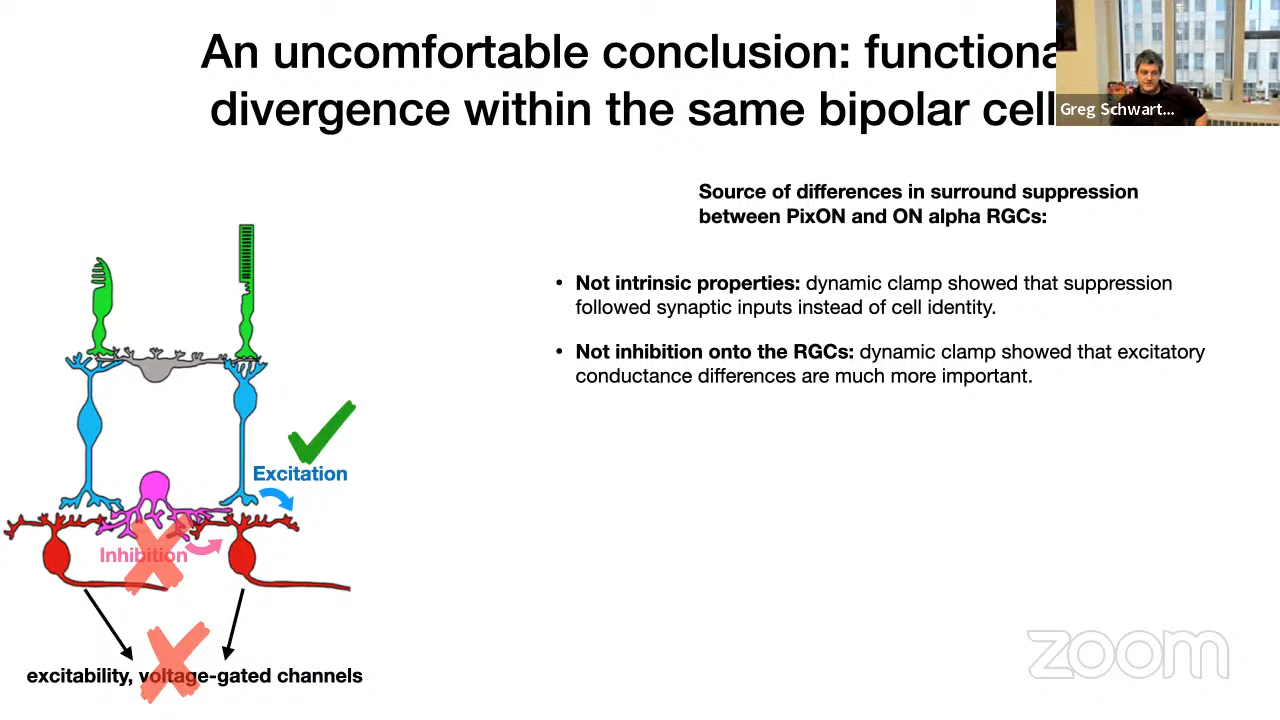 An uncomfortable conclusion: functiona
divergence within the same bipolar cell
Greg Schwart...
Source of differences in surround suppression
between PixON and ON alpha RGCs:
• Not intrinsic properties: dynamic clamp showed that suppression
followed synaptic inputs instead of cell identity.
• Not inhibition onto the RGCs: dynamic clamp showed that excitatory
conductance differences are much more important.
Excitation
Inhibition
excitability, voltage-gated channels
zoom